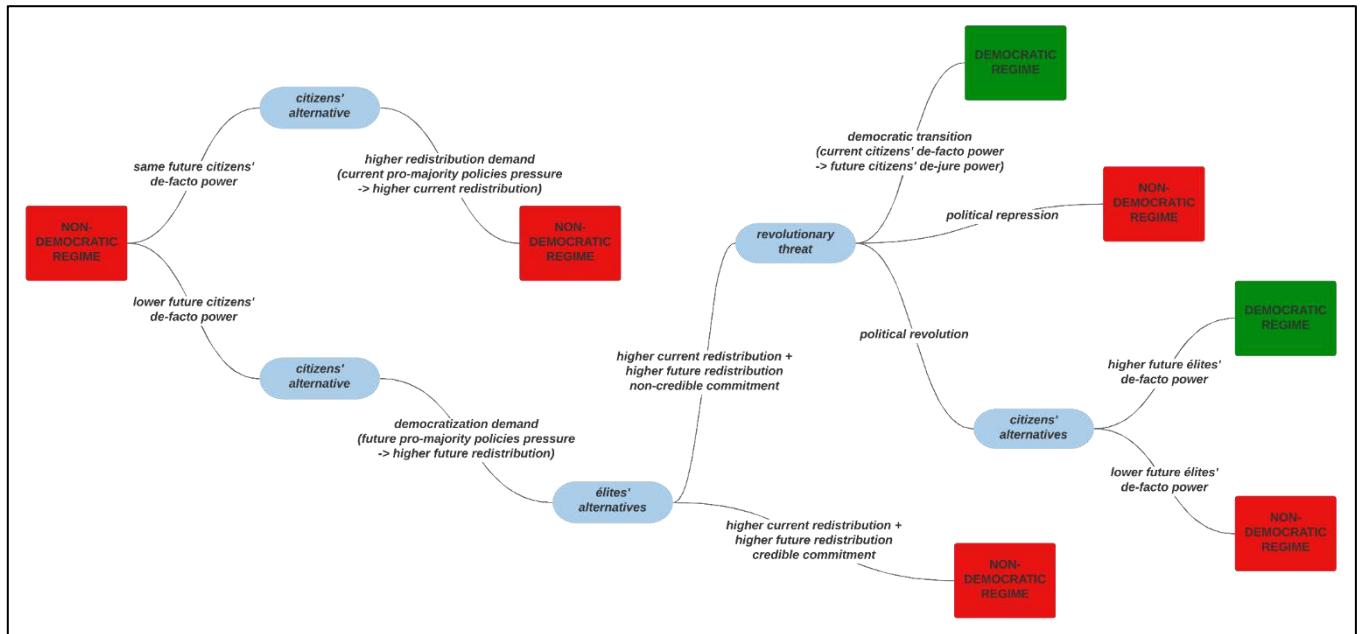 NON-
DEMOCRATIC
REGIME
same future citizens'
de-facto power
citizens'
alternative
higher redistribution demand
(current pro-majority policies pressure
-> higher current redistribution)
NON-
DEMOCRATIC
REGIME
lower future citizens'
de-facto power
citizens'
alternative
democratization demand
(future pro-majority policies pressure
-> higher future redistribution)
élites'
alternatives
higher current redistribution +
higher future redistribution
non-credible commitment
revolutionary
threat
democratic transition
(current citizens' de-facto power
-> future citizens' de-jure power)
DEMOCRATIC
REGIME
political repression
NON-
DEMOCRATIC
REGIME
political revolution
citizens'
alternatives
higher future élites'
de-facto power
DEMOCRATIC
REGIME
lower future élites'
de-facto power
NON-
DEMOCRATIC
REGIME
higher current redistribution +
higher future redistribution
credible commitment
NON-
DEMOCRATIC
REGIME